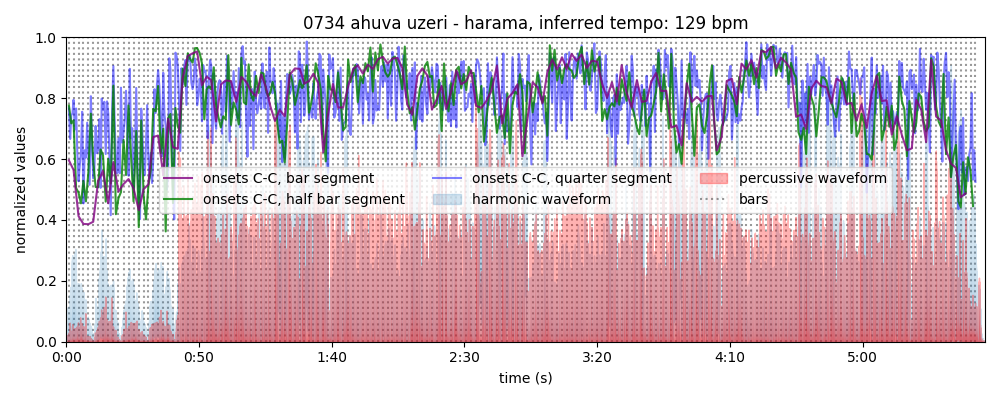 0734 ahuva uzeri - harama, inferred tempo: 129 bpm
1.0
0.8
0.6
0.4
0.2
0.0
normalized values
onsets C-C, bar segment
onsets C-C, half bar segment
onsets C-C, quarter segment
harmonic waveform
percussive waveform
bars
0:00 0:50 1:40 2:30 3:20 4:10 5:00
time (s)